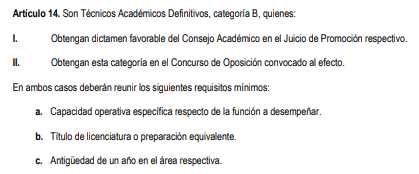 Artículo 14. Son Técnicos Académicos Definitivos, categoría B, quienes:
I. Obtengan dictamen favorable del Consejo Académico en el Juicio de Promoción respectivo.
II. Obtengan esta categoría en el Concurso de Oposición convocado al efecto.
En ambos casos deberán reunir los siguientes requisitos mínimos:
a. Capacidad operativa específica respecto de la función a desempeñar.
b. Título de licenciatura o preparación equivalente.
c. Antigüedad de un año en el área respectiva.